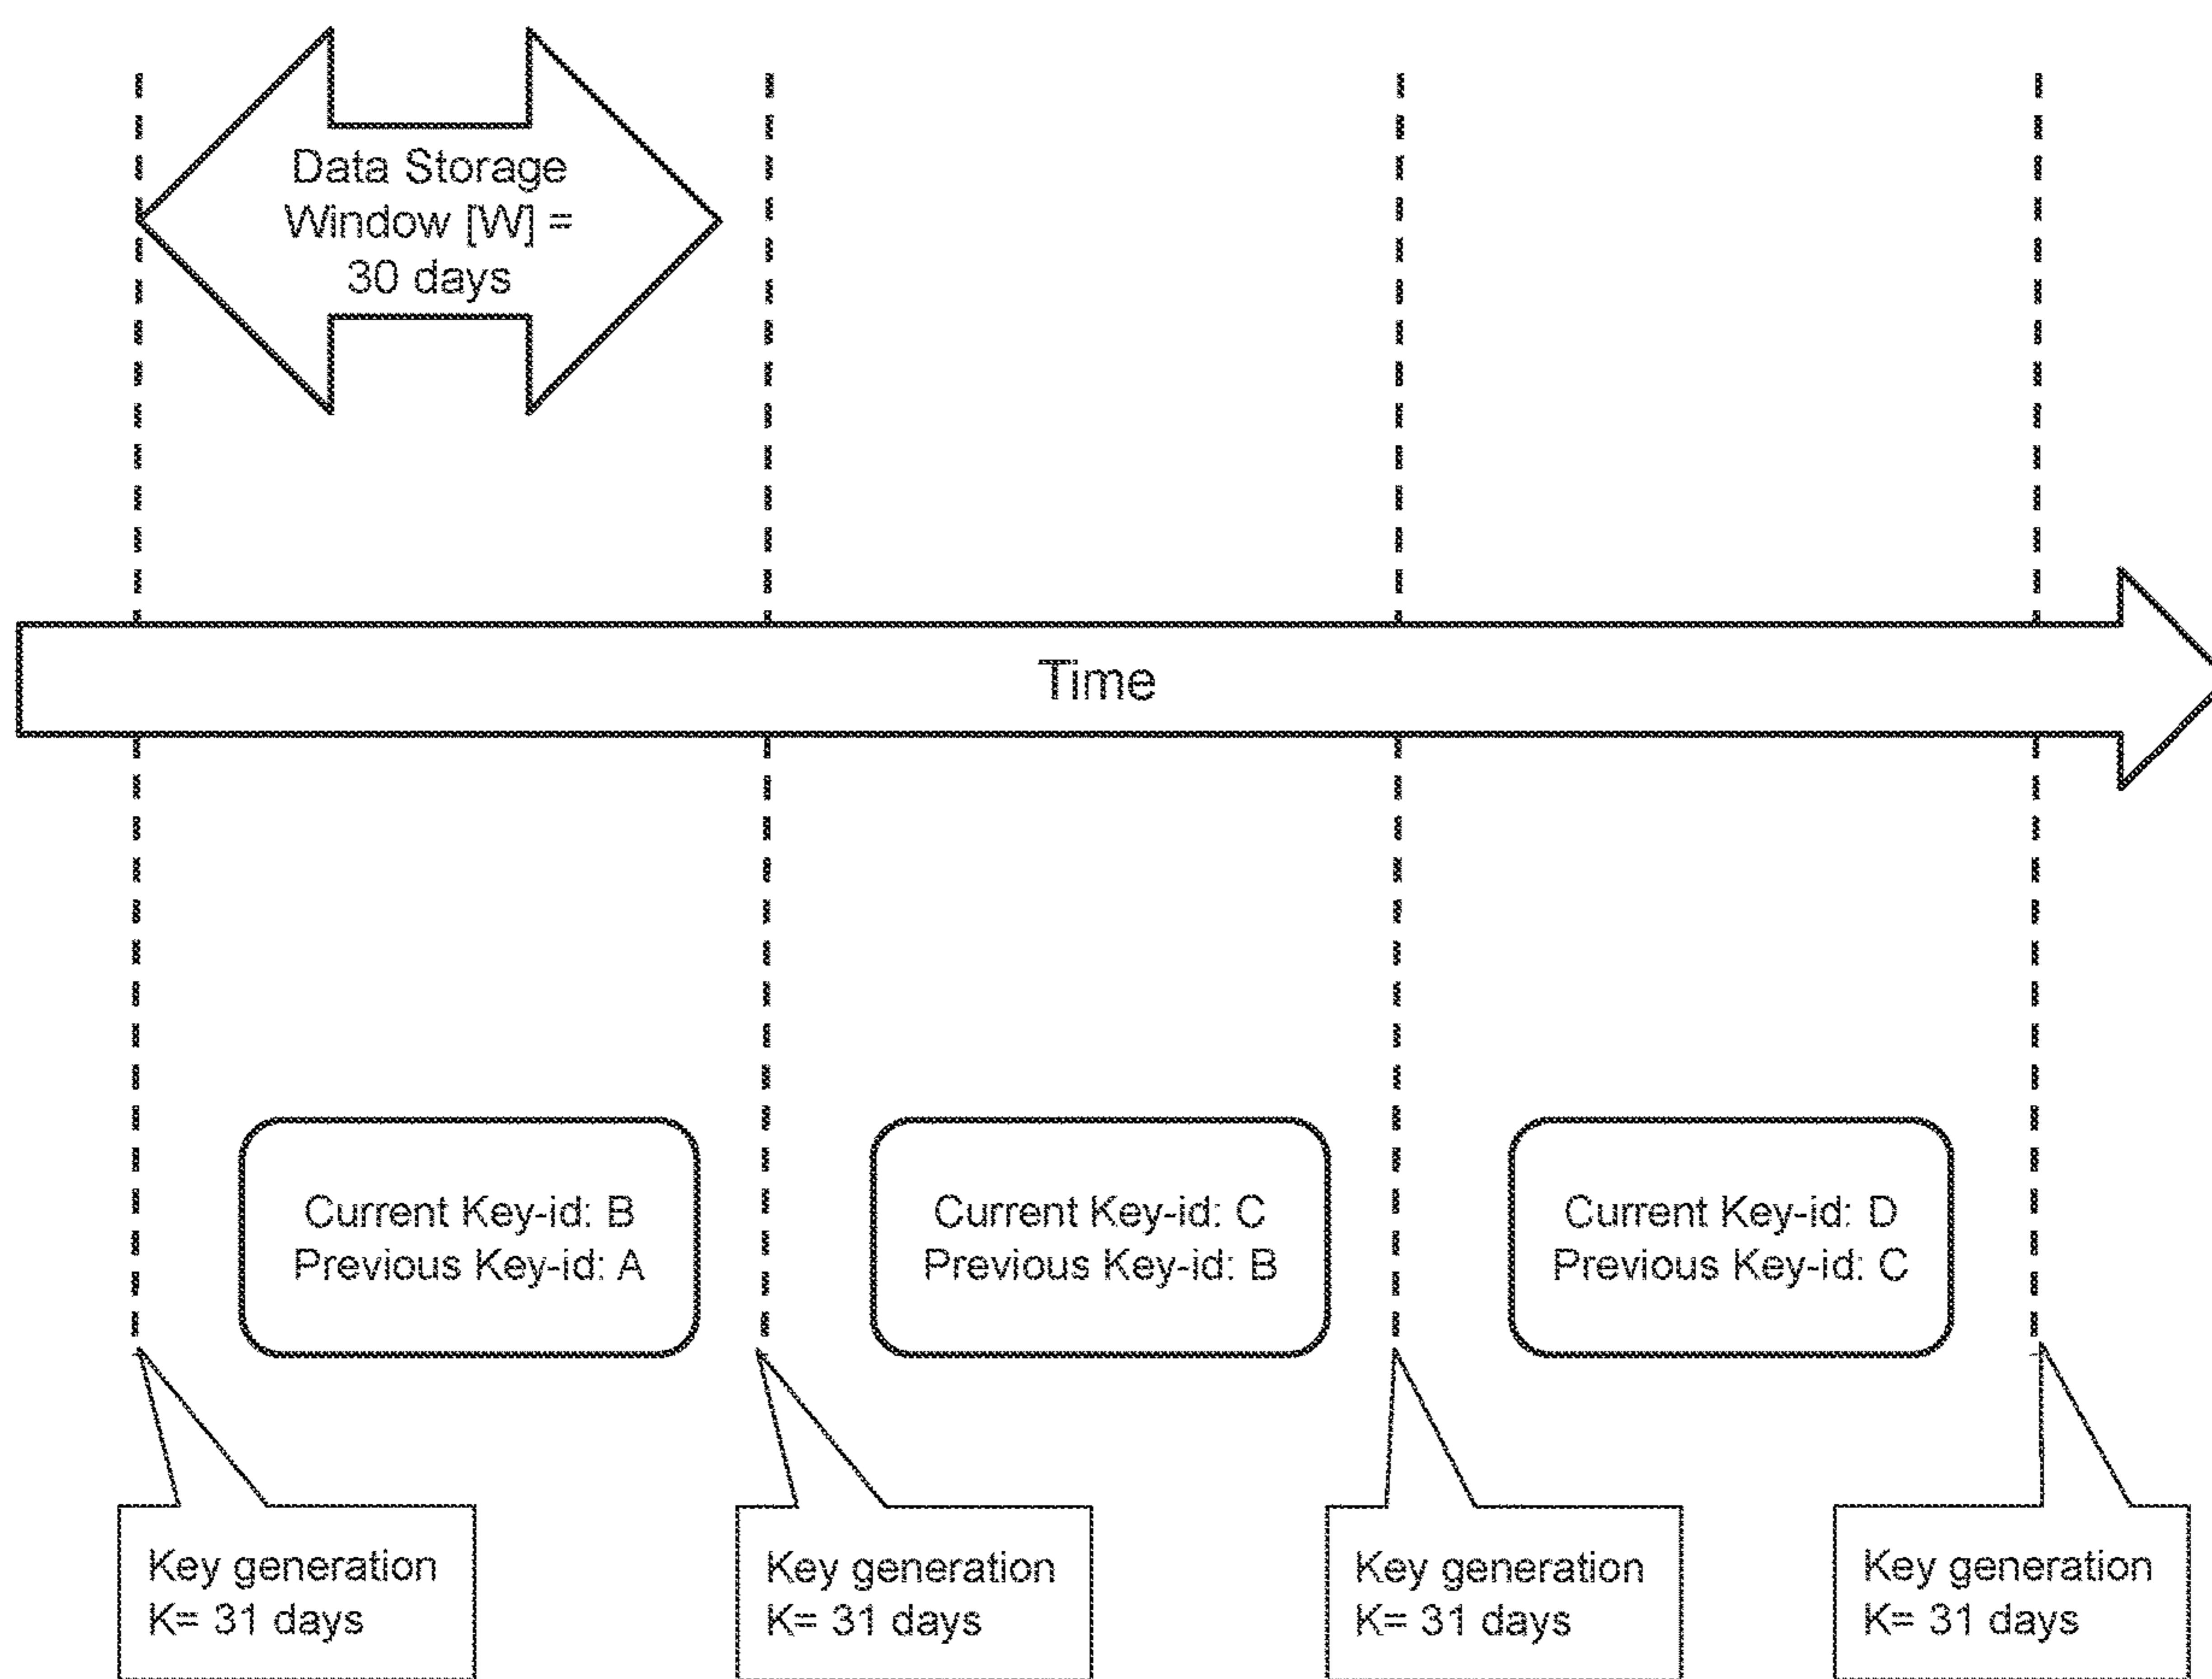 Data Storage
Window [W] =
30 days
Time
Current Key-id: B
Previous Key-id: A
Current Key-id: C
Previous Key-id: B
Current Key-id: D
Previous Key-id: C
Key generation
K= 31 days
Key generation
K= 31 days
Key generation
K= 31 days
Key generation
K= 31 days